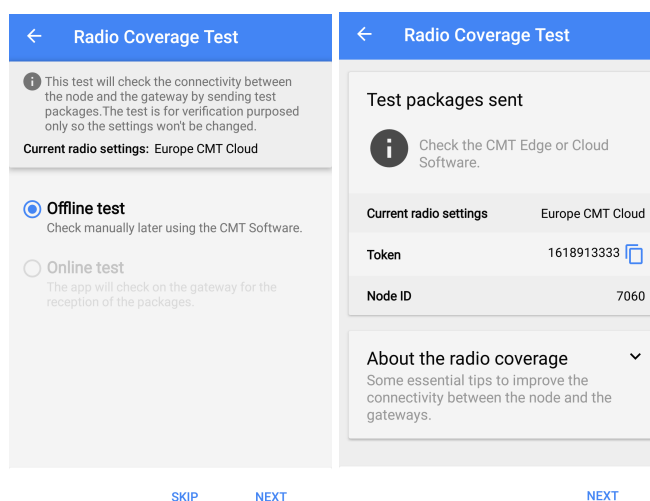 Radio Coverage Test
This test will check the connectivity between
the node and the gateway by sending test
packages.The test is for verification purposed
only so the settings won't be changed.
Current radio settings: Europe CMT Cloud
Offline test
Check manually later using the CMT Software.
Online test
The app will check on the gateway for the
reception of the packages.
SKIP NEXT
Radio Coverage Test
Test packages sent
Check the CMT Edge or Cloud
Software.
Current radio settings Europe CMT Cloud
Token 1618913333
Node ID 7060
About the radio coverage
Some essential tips to improve the
connectivity between the node and the
gateways.
NEXT